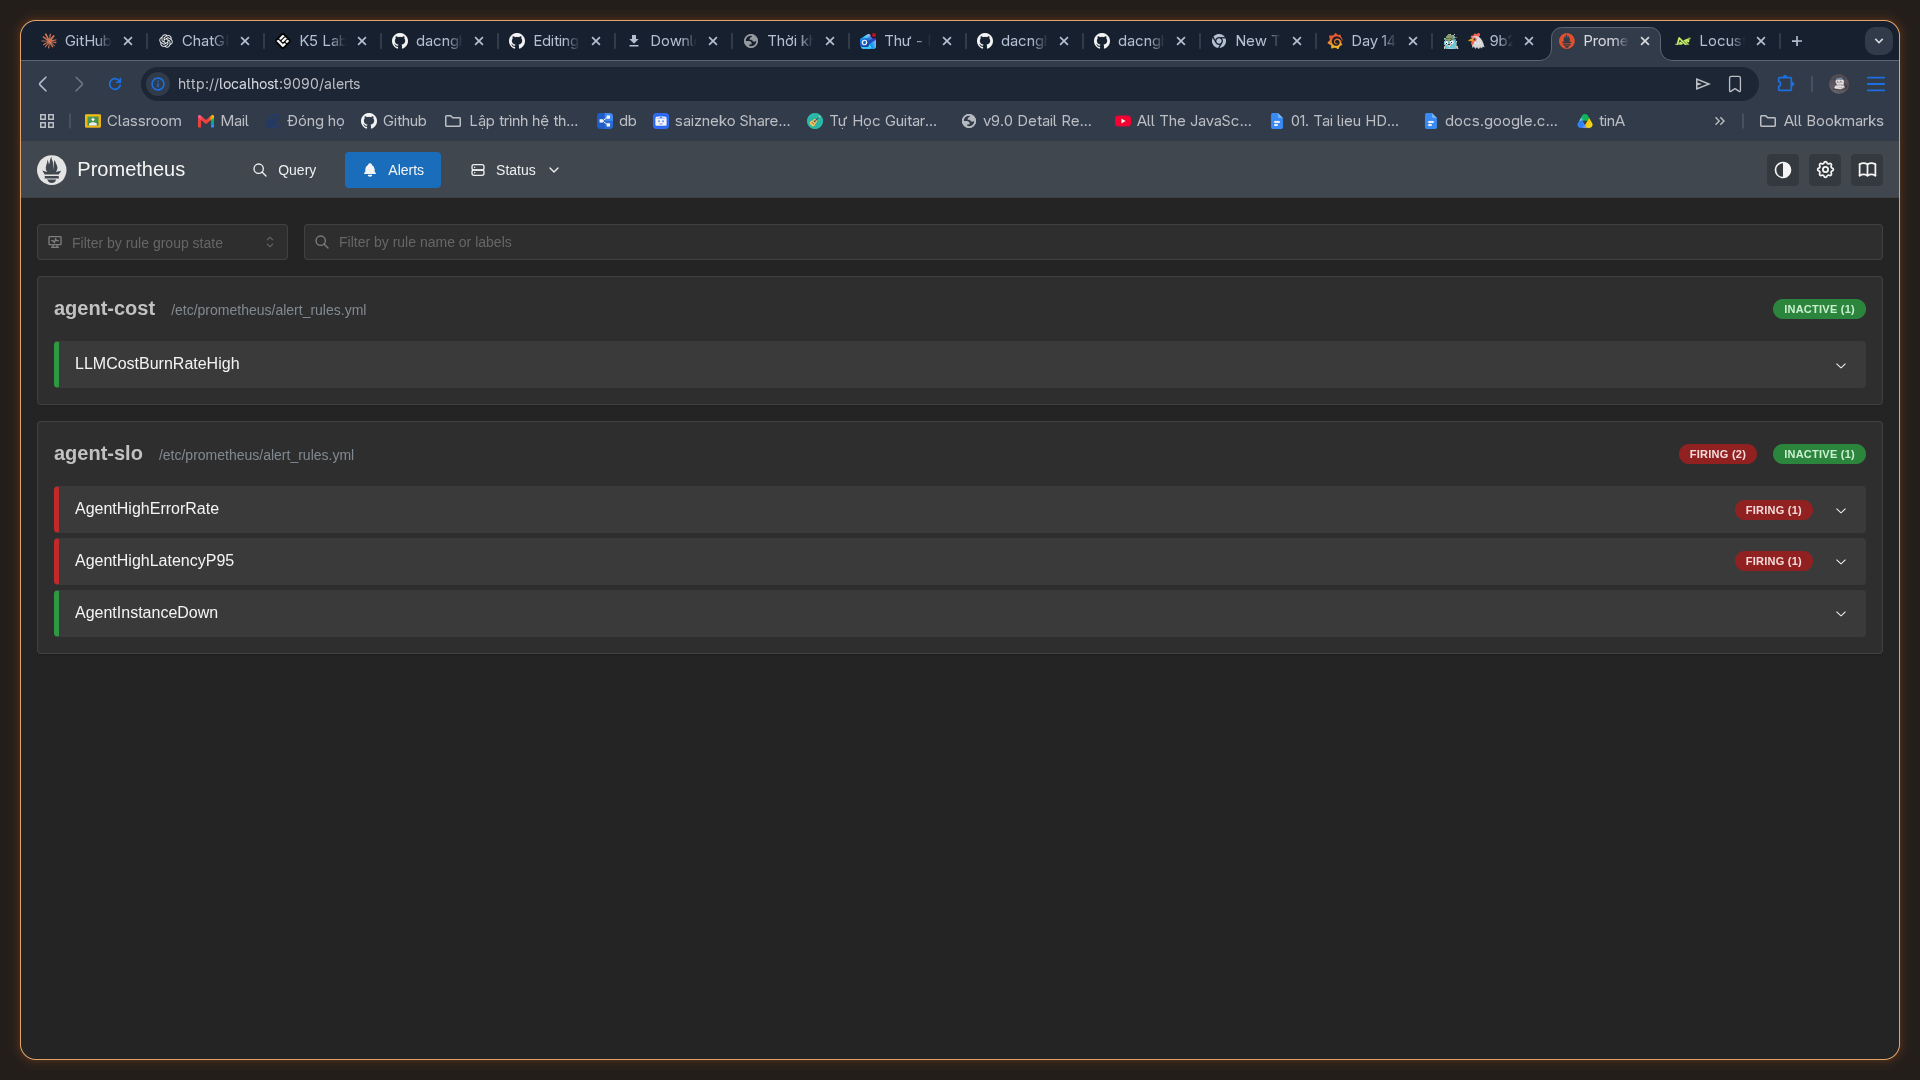 GitHub
ChatG
K5 Lab
dacng
Editing
Downl
Thời k
Thư -
dacng
dacng
New T
Day 14
9b
Prome
Locus
http://localhost:9090/alerts
Classroom
Mail
Đóng họ
Github
Lập trình hệ th...
db
saizneko Share...
Tự Học Guitar...
v9.0 Detail Re...
All The JavaSc...
01. Tai lieu HD...
docs.google.c...
tinA
All Bookmarks
Prometheus
Query
Alerts
Status
Filter by rule group state
Filter by rule name or labels
agent-cost /etc/prometheus/alert_rules.yml INACTIVE (1)
LLMCostBurnRateHigh
agent-slo /etc/prometheus/alert_rules.yml FIRING (2) INACTIVE (1)
AgentHighErrorRate FIRING (1)
AgentHighLatencyP95 FIRING (1)
AgentInstanceDown